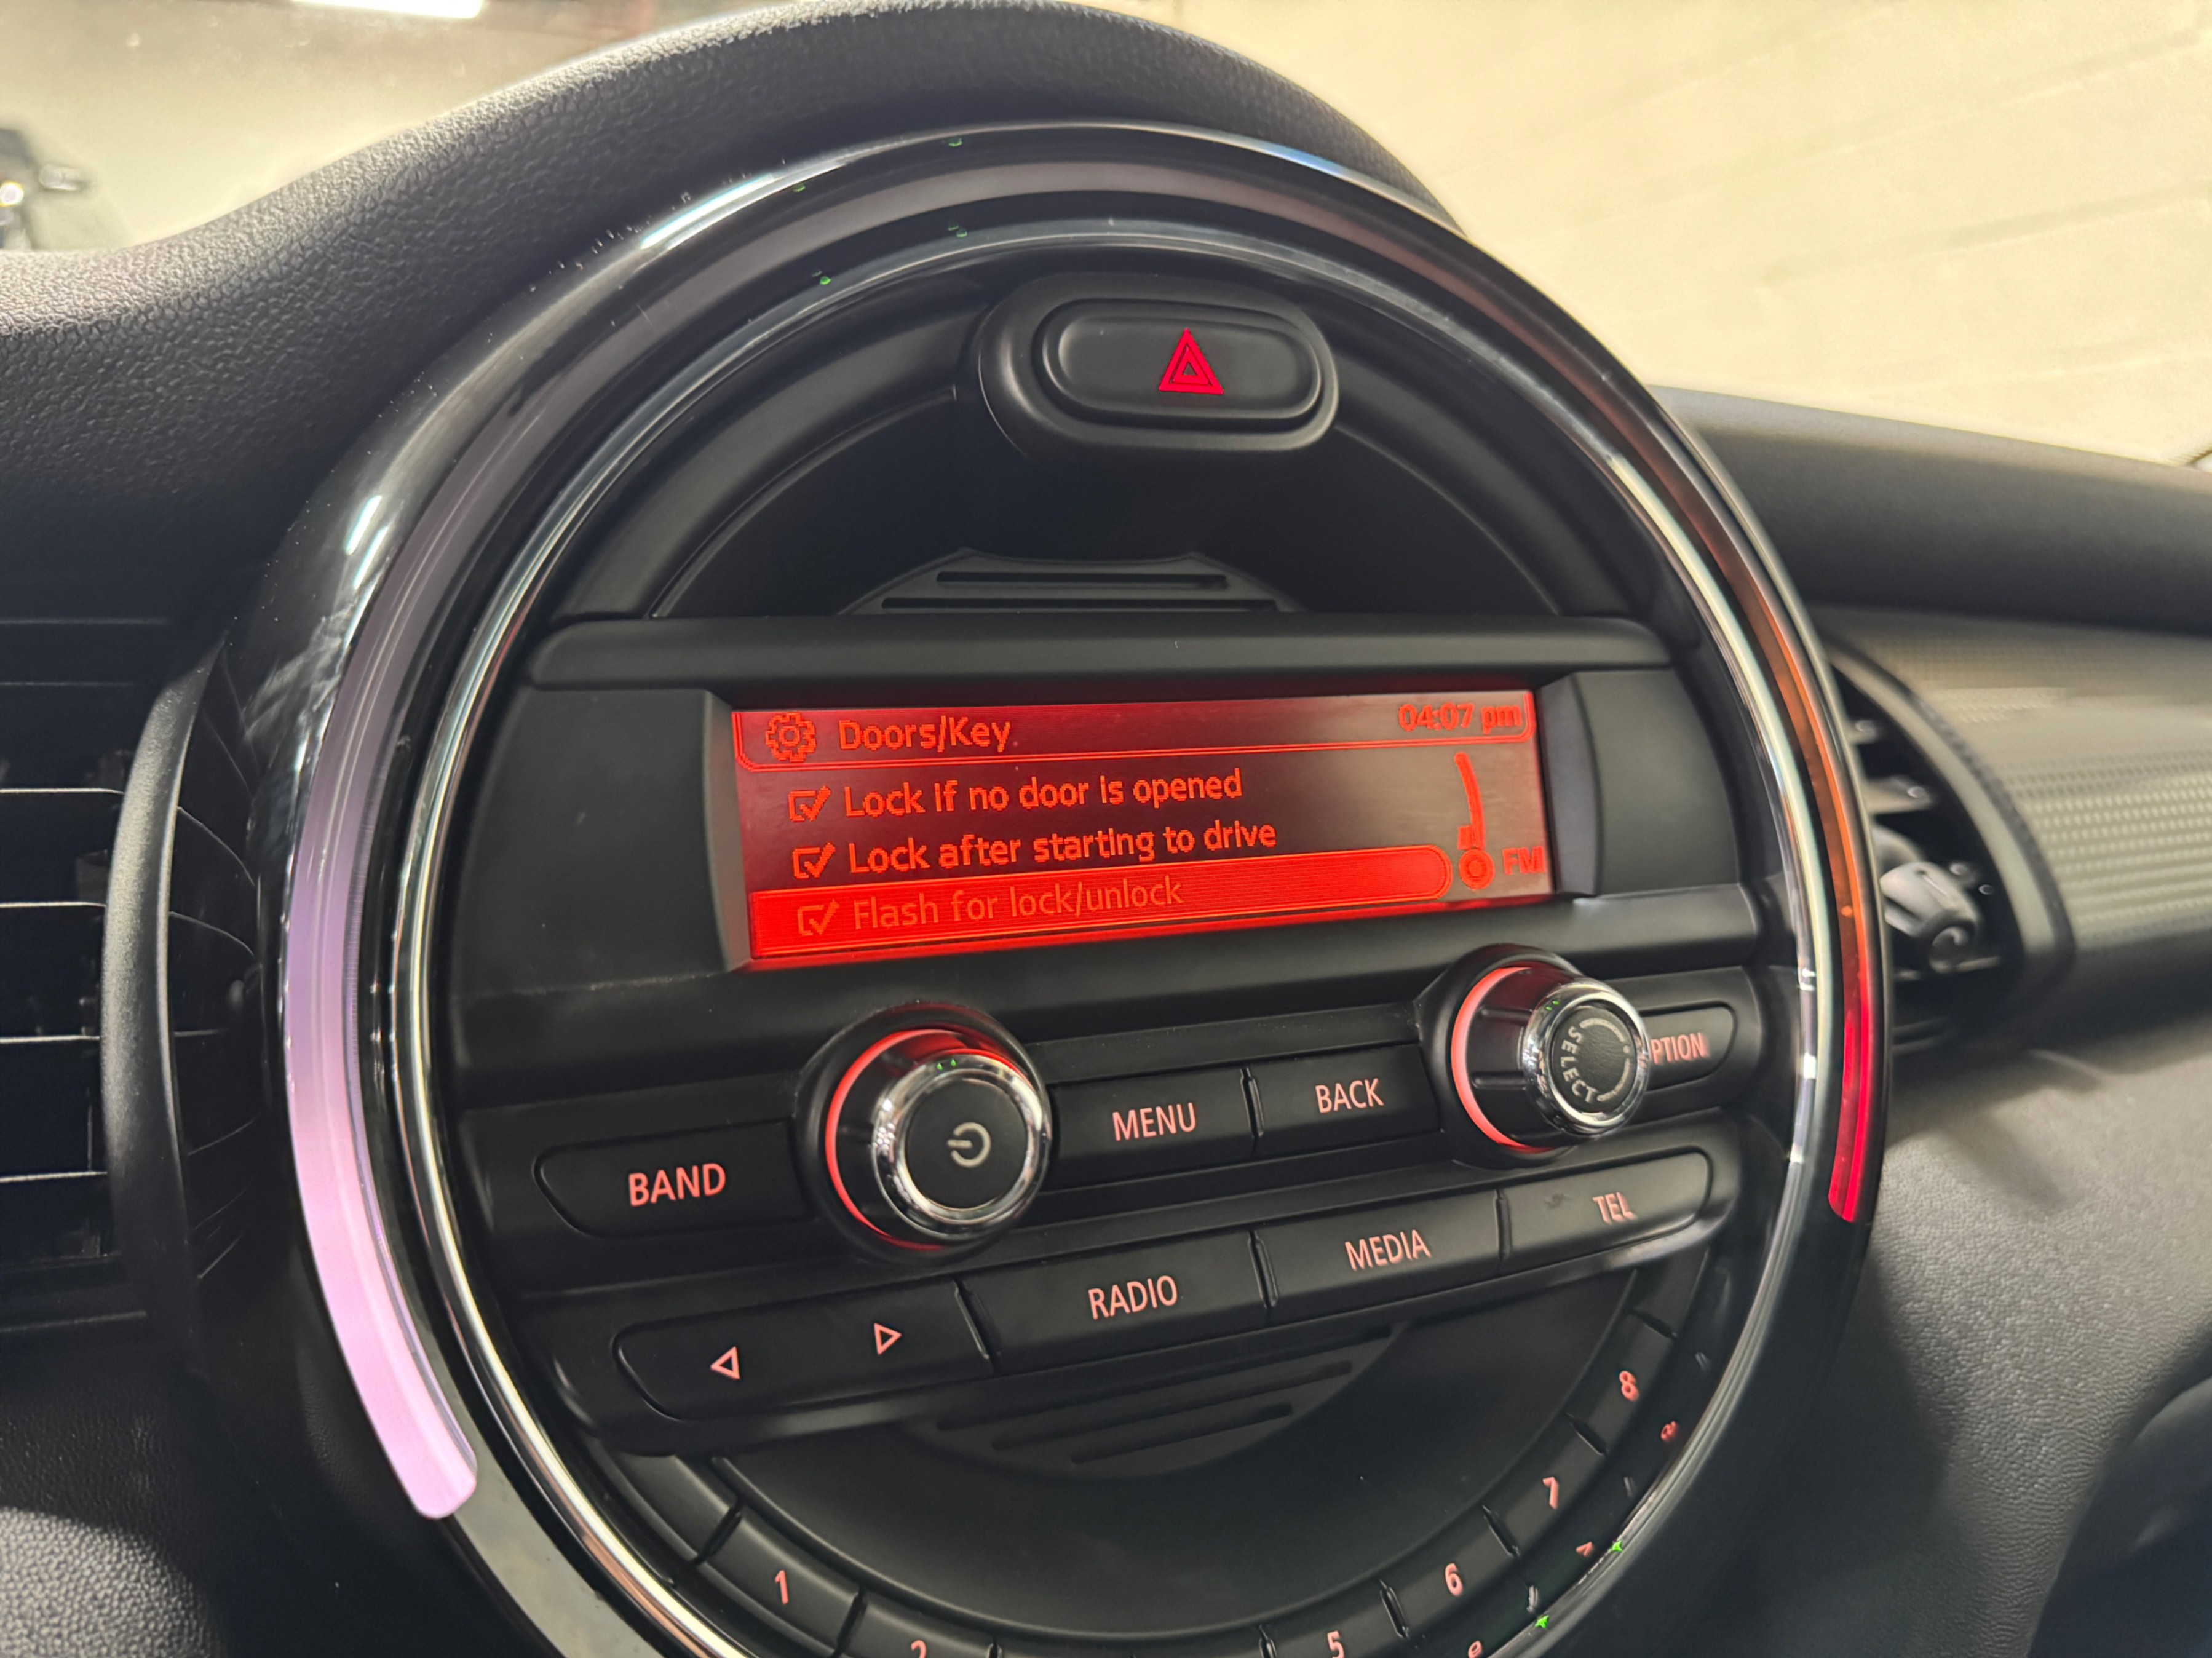 Doors/Key 04:07 pm
Lock if no door is opened
Lock after starting to drive
Flash for lock/unlock
FM
BAND
MENU
BACK
SELECT
PTION
RADIO
MEDIA
TEL
1
2
5
6
7
8